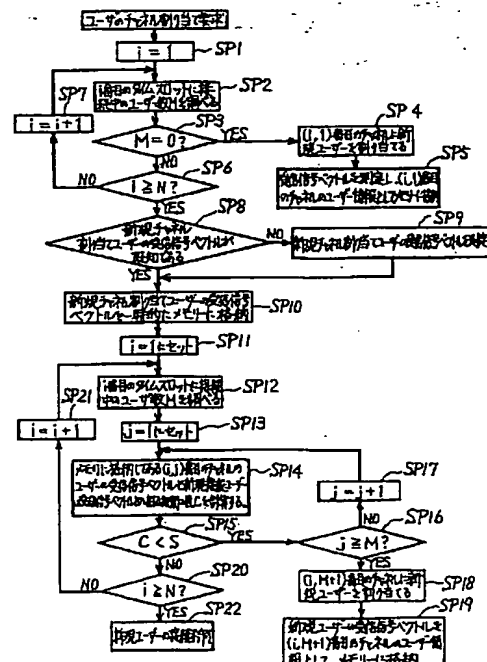 ユーザのチャネル割り当て要求
i = 1
SP1
i番目のタイムスロットに接
続中のユーザー数Mを調べる
SP2
SP7
i = i+1
SP3
M=0?
YES
NO
SP4
(i,1)番目のチャネルに新
規ユーザーを割り当てる
SP5
受信信号ベクトルを測定し、(i,1)番目
のチャネルのユーザー情報としてメモリに格納
SP6
i≧N?
NO
YES
SP8
新規チャネル
割り当てユーザーの受信信号ベクトルが
既知である
NO
YES
SP9
新規チャネル割り当てユーザーの受信信号ベクトルを
SP10
新規チャネル割り当てユーザーの受信信号
ベクトルを一時的にメモリーに格納
SP11
i=1にセット
SP21
i = i+1
SP12
i番目のタイムスロットに接続
中のユーザ数Mを調べる
SP13
j=1にセット
SP14
メモリに格納してある(i,j)番目のチャネルの
ユーザーの受信信号ベクトルと新規接続ユーザ
受信信号ベクトルの相互相関の値Cを計算する
SP17
j = j+1
SP15
C < S
YES
NO
SP16
j≧M?
NO
YES
SP20
i≧N?
NO
YES
SP18
(i,M+1)番目のチャネルに新
規ユーザーを割り当てる
SP22
新規ユーザーの接続
SP19
新規ユーザーの受信信号ベクトルを
(i,M+1)番目のチャネルのユーザー情
報として、メモリーに格納